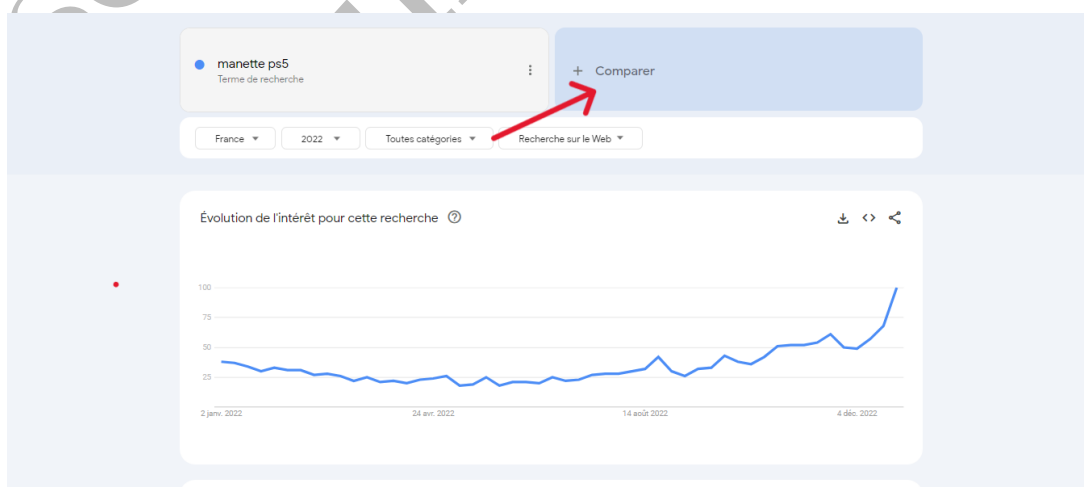 manette ps5
Terme de recherche
+ Comparer
France
2022
Toutes catégories
Recherche sur le Web
Évolution de l'intérêt pour cette recherche
100
75
50
25
2 janv. 2022
24 avr. 2022
14 août 2022
4 déc. 2022